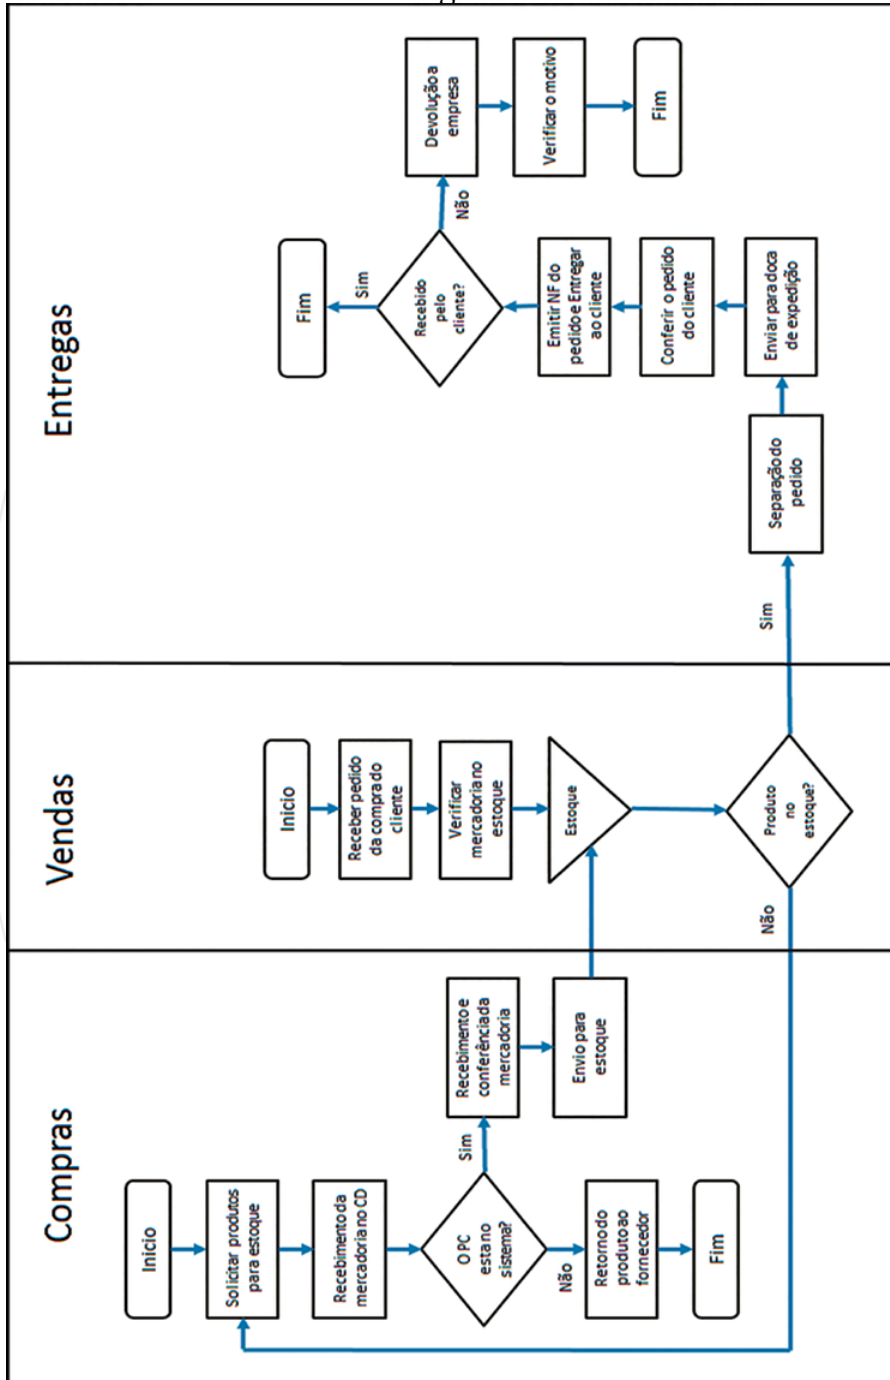 Compras
Inicio
Solicitar produtos
para estoque
Recebimento da
mercadoria no CD
O PC
esta no
sistema?
Sim
Não
Recebimento e
conferência da
mercadoria
Envio para
estoque
Retorno do
produto ao
fornecedor
Fim
Vendas
Inicio
Receber pedido
da compra do
cliente
Verificar
mercadoria no
estoque
Estoque
Produto
no
estoque?
Não
Sim
Entregas
Separação do
pedido
Enviar para doca
de expedição
Conferir o pedido
do cliente
Emitir NF do
pedido e Entregar
ao cliente
Recebido
pelo
cliente?
Sim
Fim
Não
Devolução a
empresa
Verificar o motivo
Fim